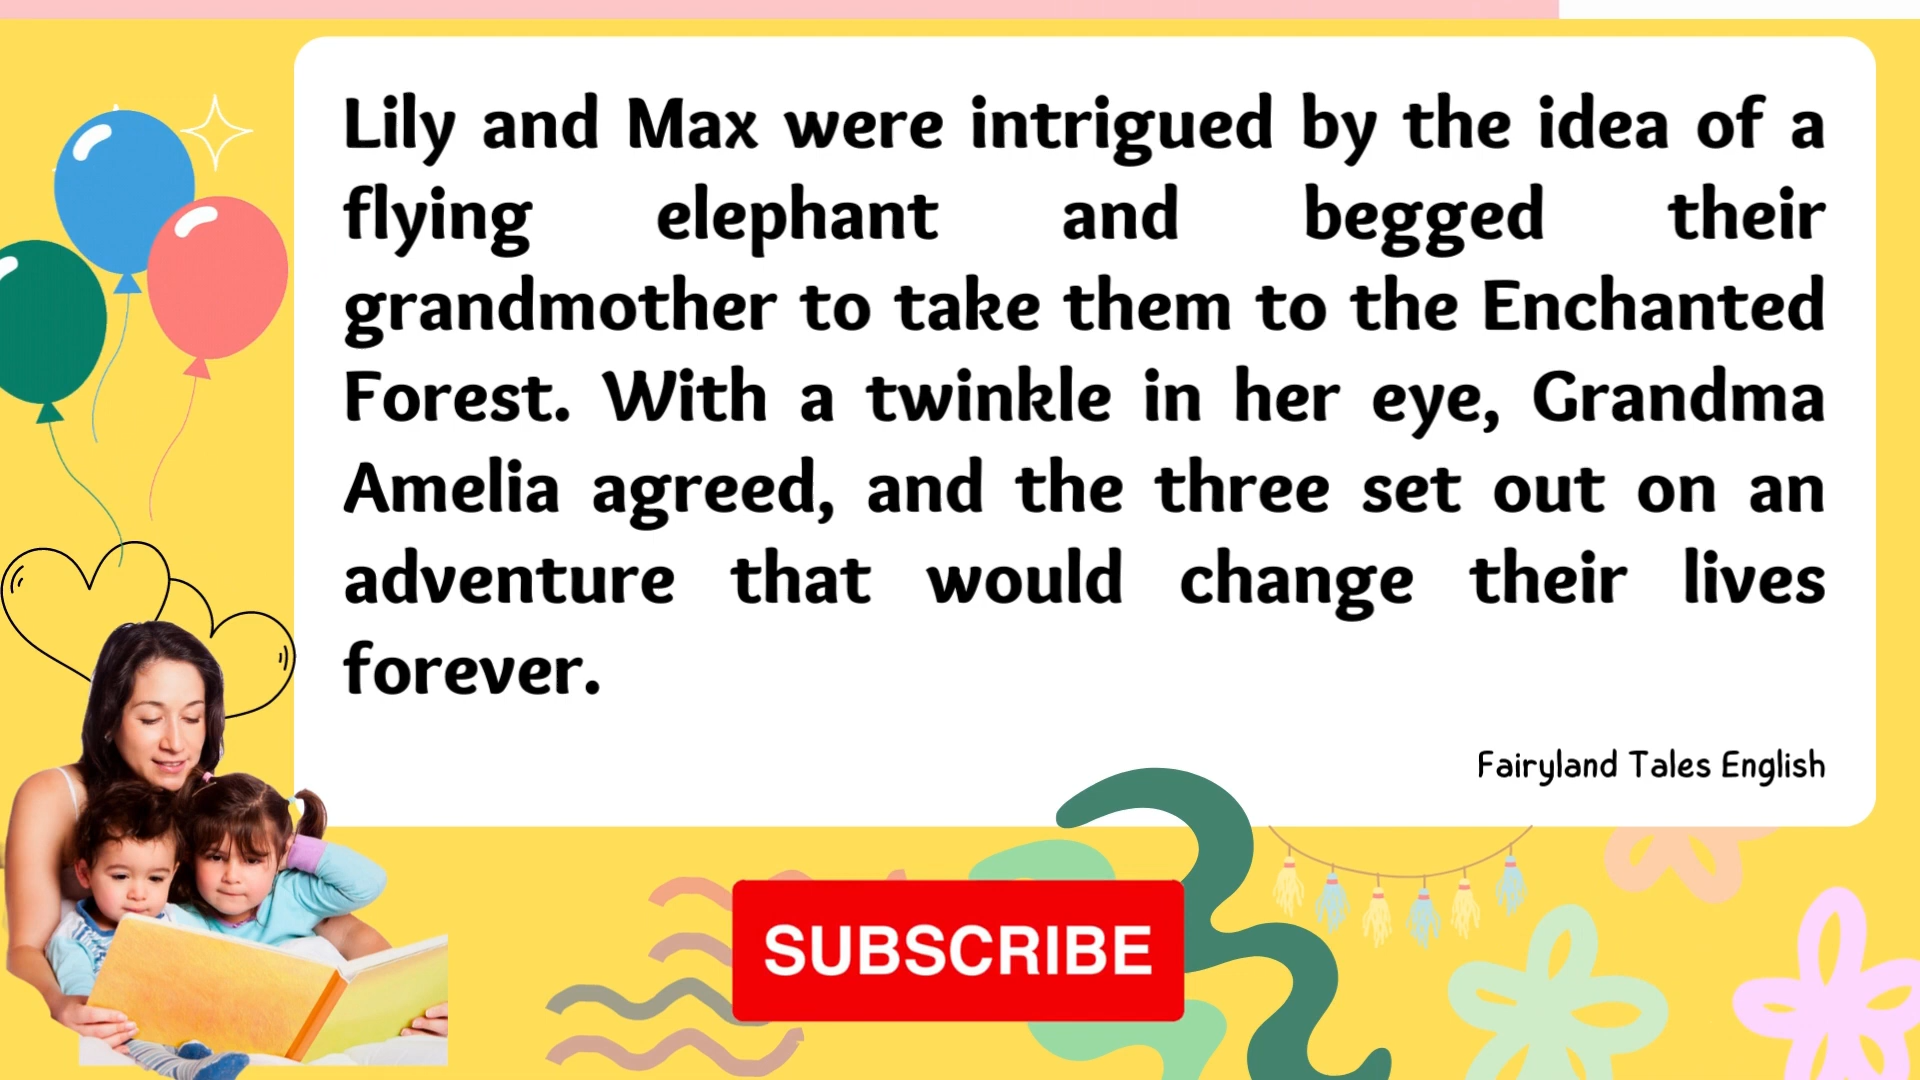 Lily and Max were intrigued by the idea of a
flying elephant and begged their
grandmother to take them to the Enchanted
Forest. With a twinkle in her eye, Grandma
Amelia agreed, and the three set out on an
adventure that would change their lives
forever.
Fairyland Tales English
SUBSCRIBE